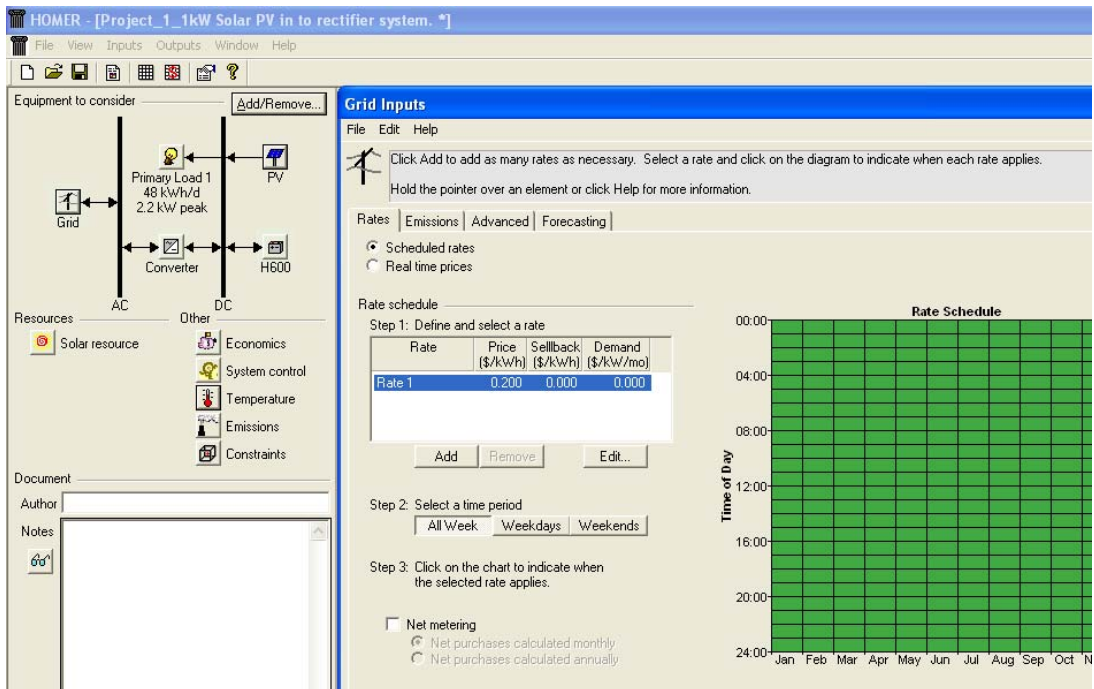 HOMER - [Project_1_1kW Solar PV in to rectifier system. *]
File View Inputs Outputs Window Help
Equipment to consider
Add/Remove...
Primary Load 1
48 kWh/d
2.2 kW peak
PV
Grid
Converter
H600
AC
DC
Resources
Other
Solar resource
Economics
System control
Temperature
Emissions
Constraints
Document
Author
Notes
Grid Inputs
File Edit Help
Click Add to add as many rates as necessary. Select a rate and click on the diagram to indicate when each rate applies.
Hold the pointer over an element or click Help for more information.
Rates Emissions Advanced Forecasting
Scheduled rates
Real time prices
Rate schedule
Step 1: Define and select a rate
Rate Price Sellback Demand
($/kWh) ($/kWh) ($/kW/mo)
Rate 1 0.200 0.000 0.000
Add Remove Edit...
Step 2: Select a time period
All Week Weekdays Weekends
Step 3: Click on the chart to indicate when
the selected rate applies.
Net metering
Net purchases calculated monthly
Net purchases calculated annually
Rate Schedule
Time of Day
00:00
04:00
08:00
12:00
16:00
20:00
24:00
Jan Feb Mar Apr May Jun Jul Aug Sep Oct N